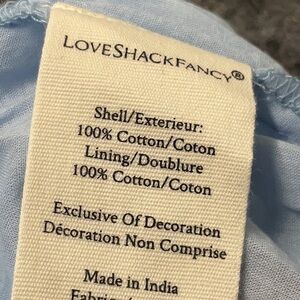 LOVESHACKFANCY®
Shell/Exterieur:
100% Cotton/Coton
Lining/Doublure
100% Cotton/Coton
Exclusive Of Decoration
Décoration Non Comprise
Made in India